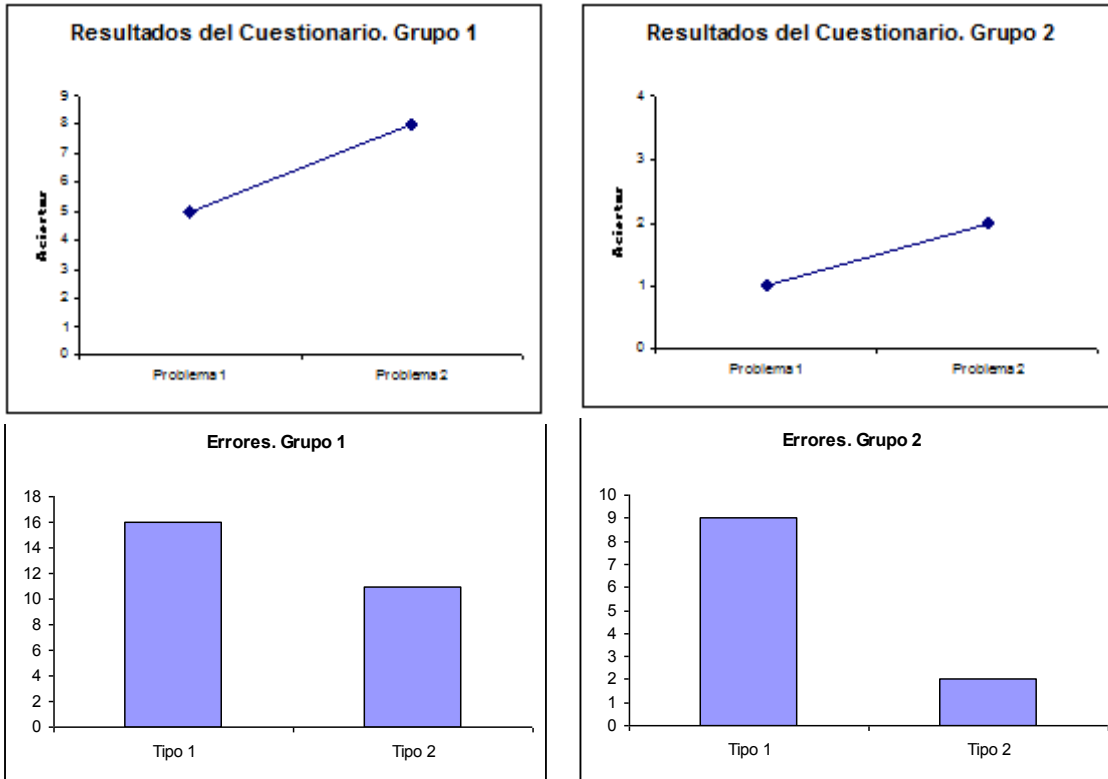 Resultados del Cuestionario. Grupo 1
9
8
7
6
5
4
3
2
1
0
Aciertos
Problema 1
Problema 2
Resultados del Cuestionario. Grupo 2
4
3
2
1
0
Aciertos
Problema 1
Problema 2
Errores. Grupo 1
18
16
14
12
10
8
6
4
2
0
Tipo 1
Tipo 2
Errores. Grupo 2
10
9
8
7
6
5
4
3
2
1
0
Tipo 1
Tipo 2